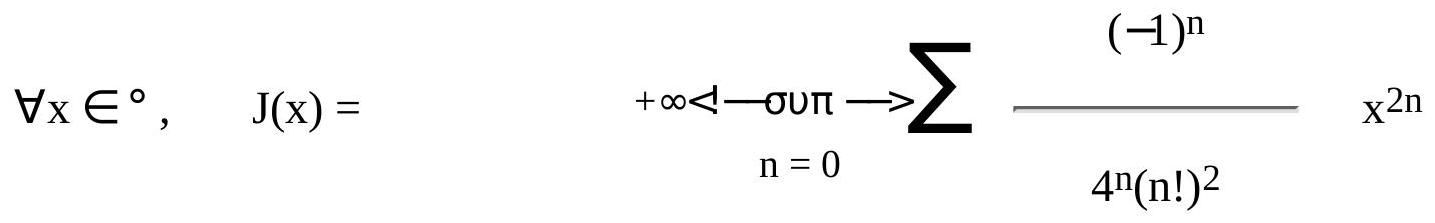 ∀x ∈ ° , J(x) = +∞<!--συπ-->∑ (−1)ⁿ x²ⁿ
n = 0 4ⁿ(n!)²